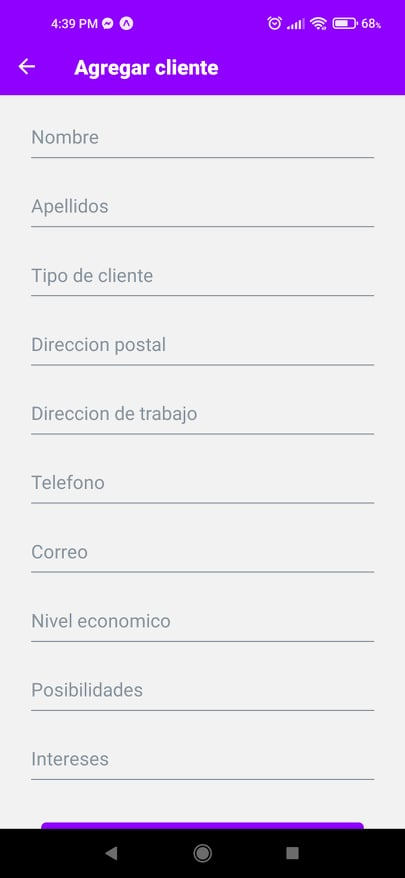 4:39 PM
68%
Agregar cliente
Nombre
Apellidos
Tipo de cliente
Direccion postal
Direccion de trabajo
Telefono
Correo
Nivel economico
Posibilidades
Intereses